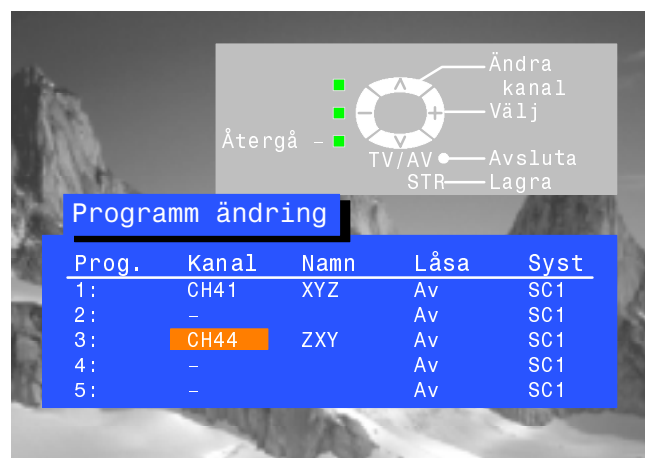 Ändra
kanal
Välj
Återgå –
TV/AV Avsluta
STR Lagra
Programm ändring
Prog. Kanal Namn Låsa Syst
1: CH41 XYZ Av SC1
2: – Av SC1
3: CH44 ZXY Av SC1
4: – Av SC1
5: – Av SC1